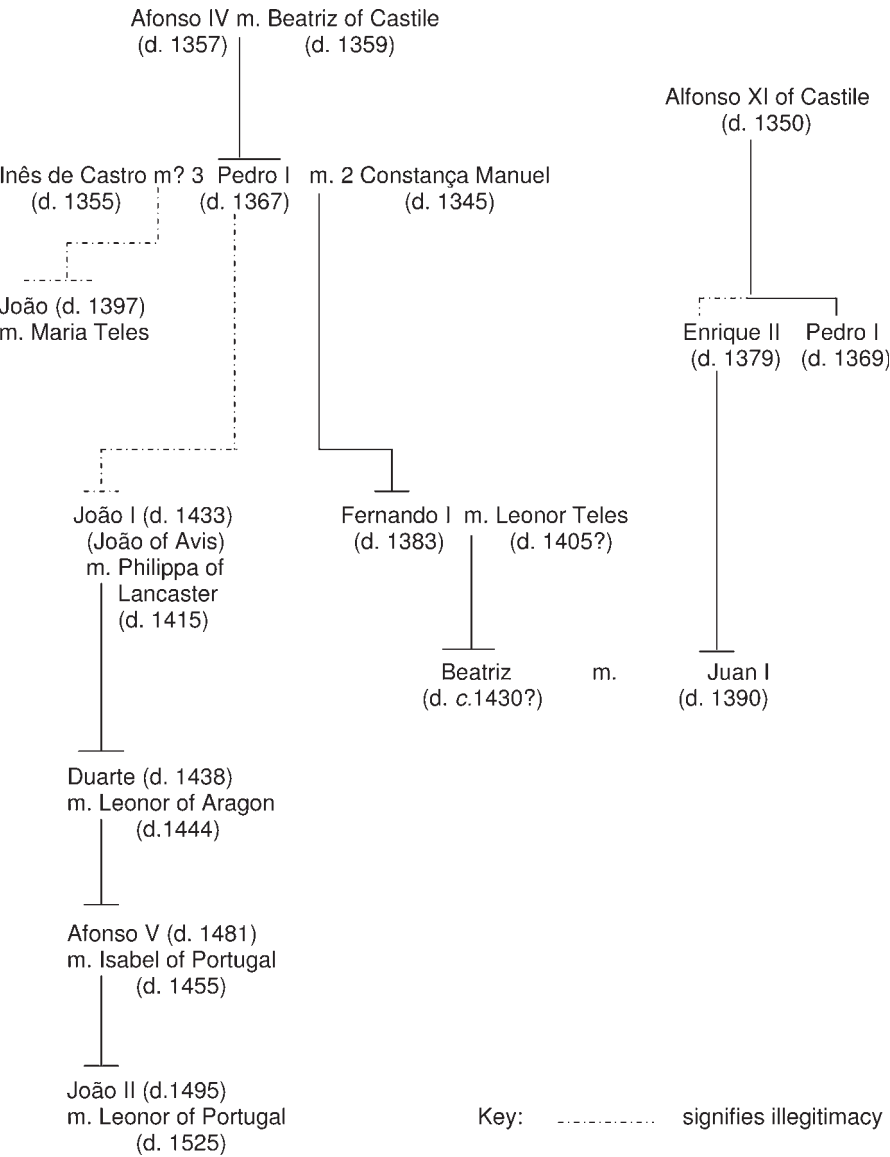 Afonso IV m. Beatriz of Castile
(d. 1357) (d. 1359)
Alfonso XI of Castile
(d. 1350)
Inês de Castro m? 3 Pedro I m. 2 Constança Manuel
(d. 1355) (d. 1367) (d. 1345)
João (d. 1397)
m. Maria Teles
Enrique II Pedro I
(d. 1379) (d. 1369)
João I (d. 1433)
(João of Avis)
m. Philippa of
Lancaster
(d. 1415)
Fernando I m. Leonor Teles
(d. 1383) (d. 1405?)
Beatriz m. Juan I
(d. c.1430?) (d. 1390)
Duarte (d. 1438)
m. Leonor of Aragon
(d.1444)
Afonso V (d. 1481)
m. Isabel of Portugal
(d. 1455)
João II (d.1495)
m. Leonor of Portugal
(d. 1525)
Key: signifies illegitimacy